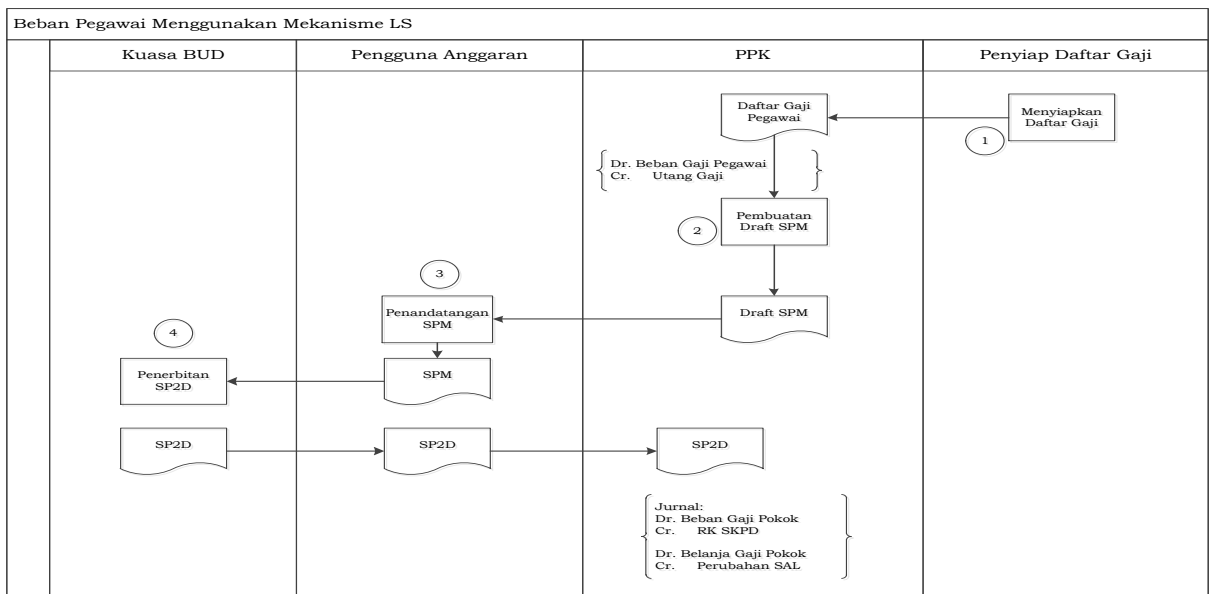 Beban Pegawai Menggunakan Mekanisme LS
Kuasa BUD
Pengguna Anggaran
PPK
Penyiap Daftar Gaji
Daftar Gaji
Pegawai
Menyiapkan
Daftar Gaji
1
Dr. Beban Gaji Pegawai
Cr. Utang Gaji
Pembuatan
Draft SPM
2
3
Penandatangan
SPM
Draft SPM
4
Penerbitan
SP2D
SPM
SP2D
SP2D
SP2D
Jurnal:
Dr. Beban Gaji Pokok
Cr. RK SKPD
Dr. Belanja Gaji Pokok
Cr. Perubahan SAL